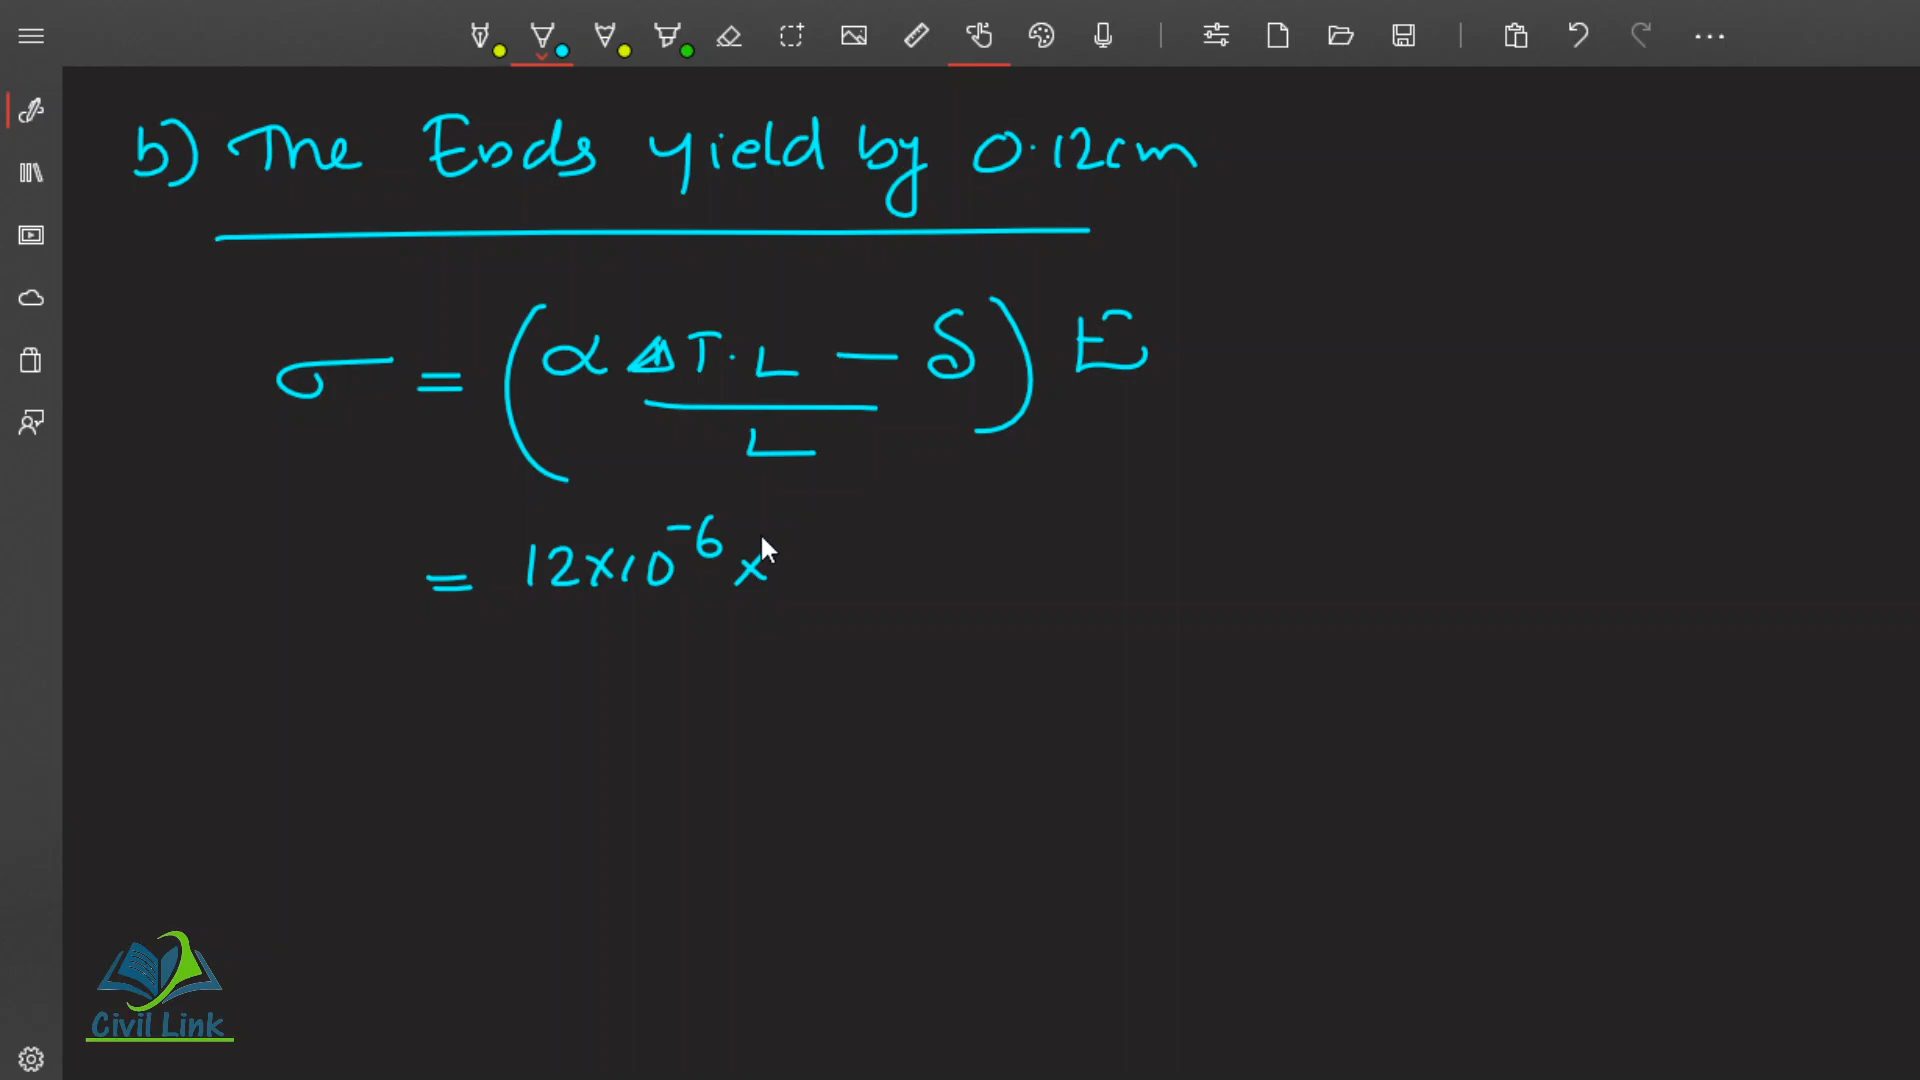 b) The Ends yield by 0.12cm
σ = (α ΔT·L − δ) E
L
= 12×10⁻⁶ ×
Civil Link